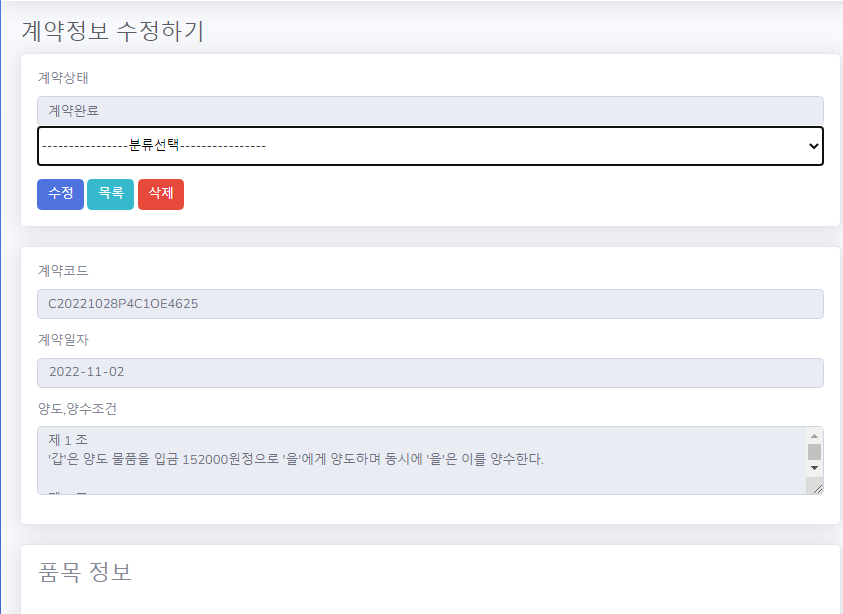 계약정보 수정하기
계약상태
계약완료
----------------분류선택----------------
수정 목록 삭제
계약코드
C20221028P4C1OE4625
계약일자
2022-11-02
양도,양수조건
제 1 조
'갑'은 양도 물품을 입금 152000원정으로 '을'에게 양도하며 동시에 '을'은 이를 양수한다.
품목 정보